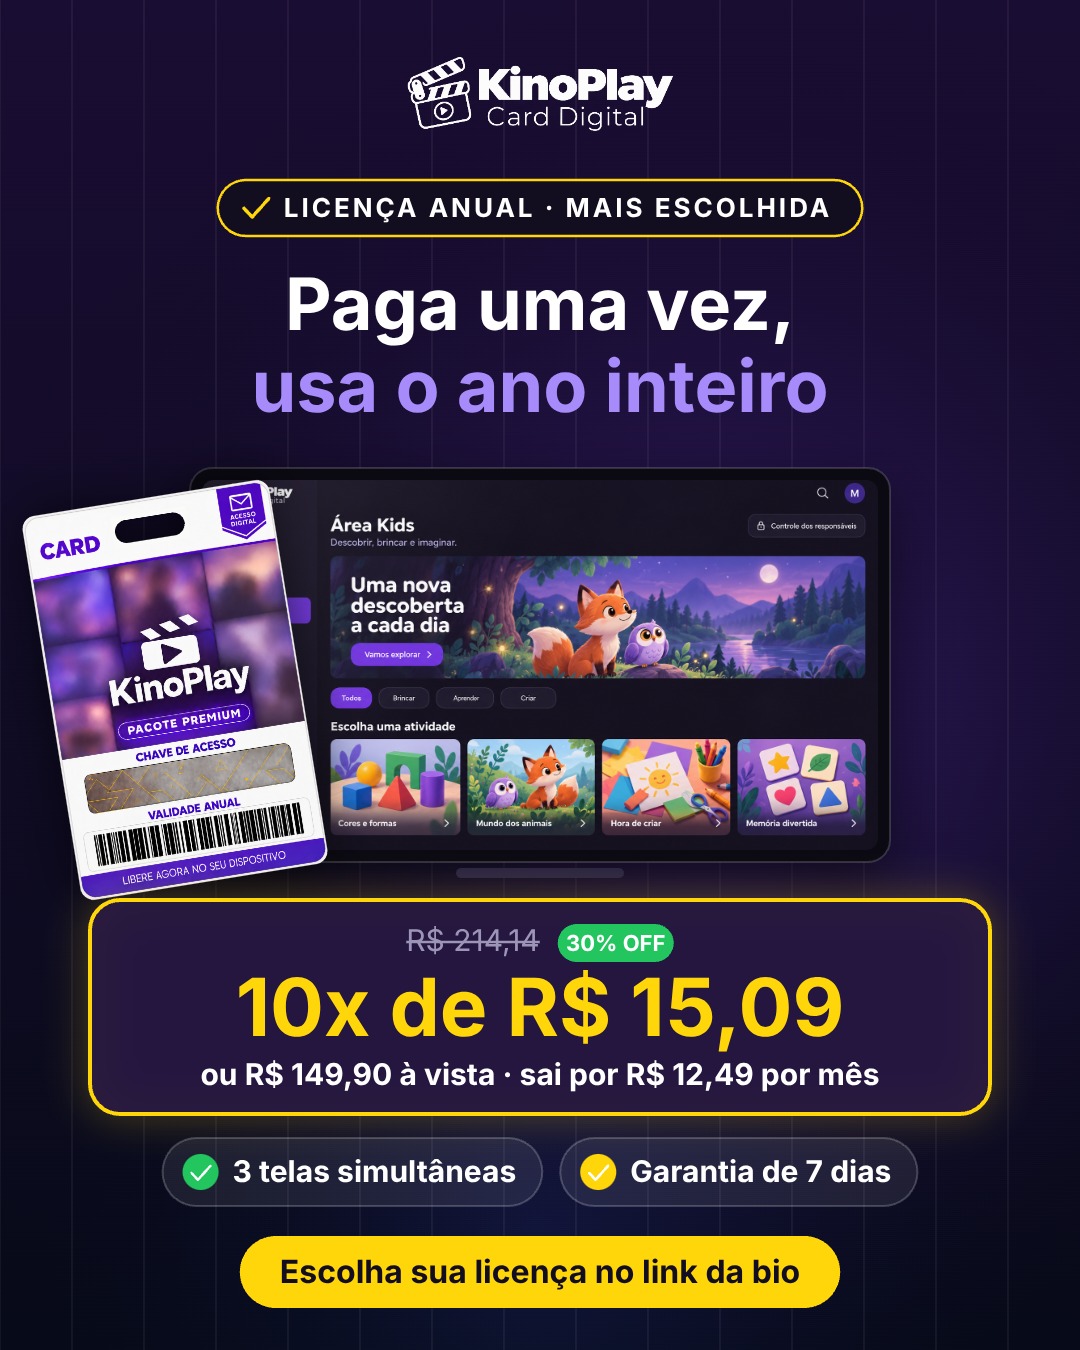 KinoPlay
Card Digital
LICENÇA ANUAL · MAIS ESCOLHIDA
Paga uma vez,
usa o ano inteiro
CARD
ACESSO
DIGITAL
KinoPlay
PACOTE PREMIUM
CHAVE DE ACESSO
VALIDADE ANUAL
LIBERE AGORA NO SEU DISPOSITIVO
M
Área Kids
Descobrir, brincar e imaginar.
Controle dos responsáveis
Uma nova
descoberta
a cada dia
Vamos explorar
Todos
Brincar
Aprender
Criar
Escolha uma atividade
Cores e formas
Mundo dos animais
Hora de criar
Memória divertida
R$ 214,14
30% OFF
10x de R$ 15,09
ou R$ 149,90 à vista · sai por R$ 12,49 por mês
3 telas simultâneas
Garantia de 7 dias
Escolha sua licença no link da bio